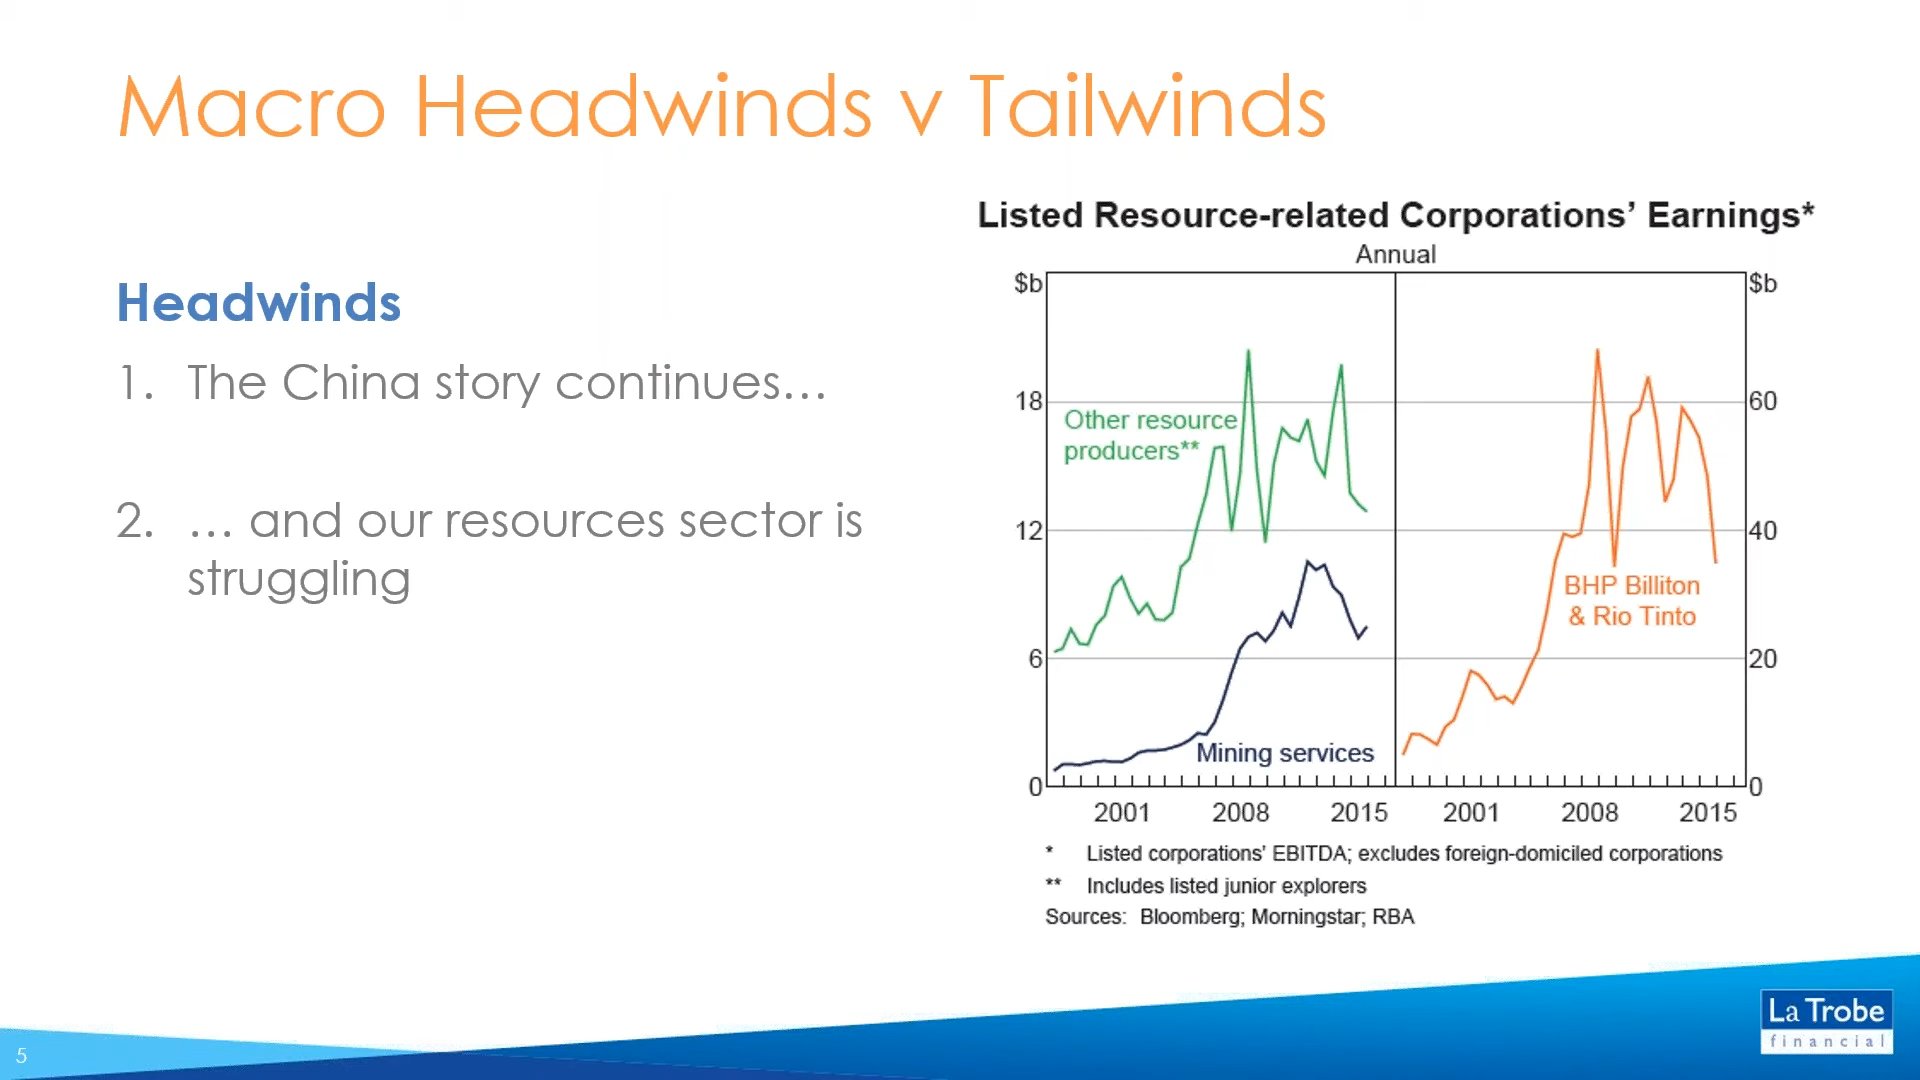 Macro Headwinds v Tailwinds
Headwinds
1. The China story continues…
2. … and our resources sector is
struggling
Listed Resource-related Corporations’ Earnings*
Annual
$b
$b
18
60
Other resource
producers**
12
40
BHP Billiton
& Rio Tinto
6
20
Mining services
0
0
2001 2008 2015 2001 2008 2015
* Listed corporations’ EBITDA; excludes foreign-domiciled corporations
** Includes listed junior explorers
Sources: Bloomberg; Morningstar; RBA
La Trobe
financial
5